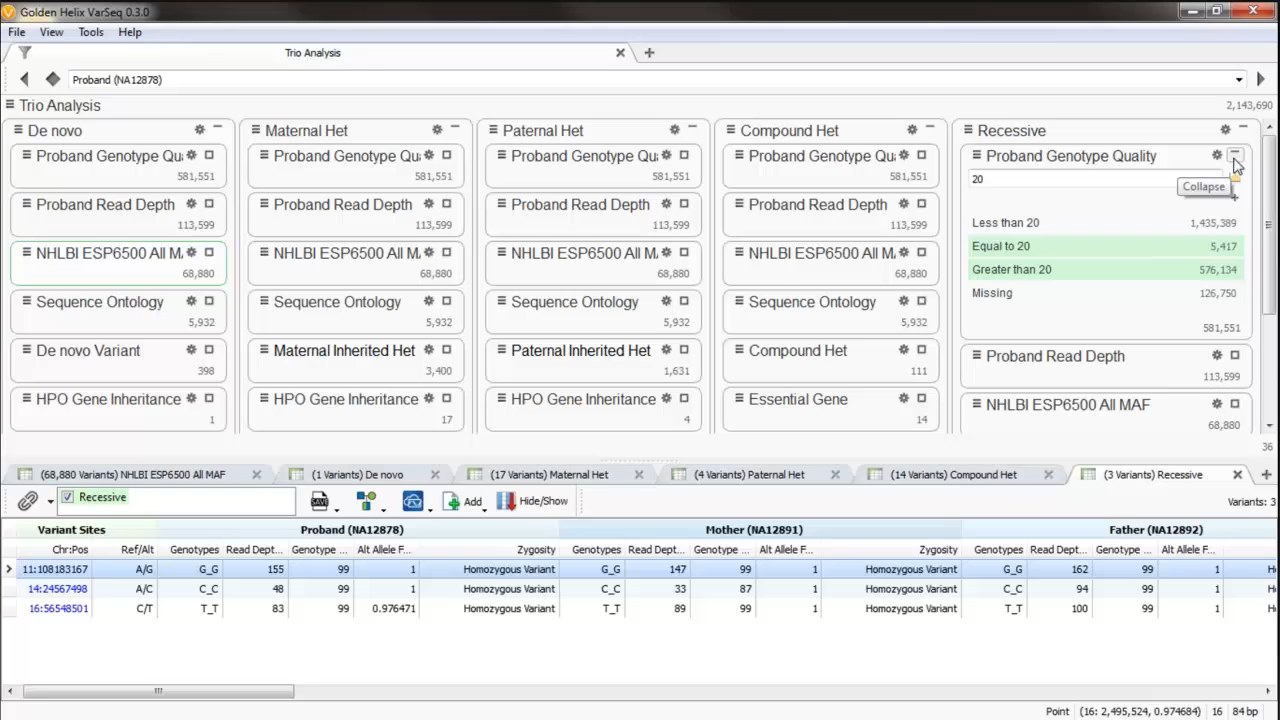 Golden Helix VarSeq 0.3.0
File View Tools Help
Trio Analysis
Proband (NA12878)
Trio Analysis 2,143,690
De novo
Proband Genotype Qu
581,551
Proband Read Depth
113,599
NHLBI ESP6500 All MA
68,880
Sequence Ontology
5,932
De novo Variant
398
HPO Gene Inheritance
1
Maternal Het
Proband Genotype Qu
581,551
Proband Read Depth
113,599
NHLBI ESP6500 All MA
68,880
Sequence Ontology
5,932
Maternal Inherited Het
3,400
HPO Gene Inheritance
17
Paternal Het
Proband Genotype Qu
581,551
Proband Read Depth
113,599
NHLBI ESP6500 All MA
68,880
Sequence Ontology
5,932
Paternal Inherited Het
1,631
HPO Gene Inheritance
4
Compound Het
Proband Genotype Qu
581,551
Proband Read Depth
113,599
NHLBI ESP6500 All MA
68,880
Sequence Ontology
5,932
Compound Het
111
Essential Gene
14
Recessive
Proband Genotype Quality
20
Collapse
Less than 20 1,435,389
Equal to 20 5,417
Greater than 20 576,134
Missing 126,750
581,551
Proband Read Depth
113,599
NHLBI ESP6500 All MAF
68,880
36
(68,880 Variants) NHLBI ESP6500 All MAF (1 Variants) De novo (17 Variants) Maternal Het (4 Variants) Paternal Het (14 Variants) Compound Het (3 Variants) Recessive
Recessive SAVE Add Hide/Show Variants: 3
Variant Sites Proband (NA12878) Mother (NA12891) Father (NA12892)
Chr:Pos Ref/Alt Genotypes Read Dept... Genotype ... Alt Allele F... Zygosity Genotypes Read Dept... Genotype ... Alt Allele F... Zygosity Genotypes Read Dept... Genotype ... Alt Allele F...
11:108183167 A/G G_G 155 99 1 Homozygous Variant G_G 147 99 1 Homozygous Variant G_G 162 99 1 Ho
14:24567498 A/C C_C 48 99 1 Homozygous Variant C_C 33 87 1 Homozygous Variant C_C 94 99 1 Ho
16:56548501 C/T T_T 83 99 0.976471 Homozygous Variant T_T 89 99 1 Homozygous Variant T_T 100 99 1 Ho
Point (16: 2,495,524, 0.974684) 16 84 bp